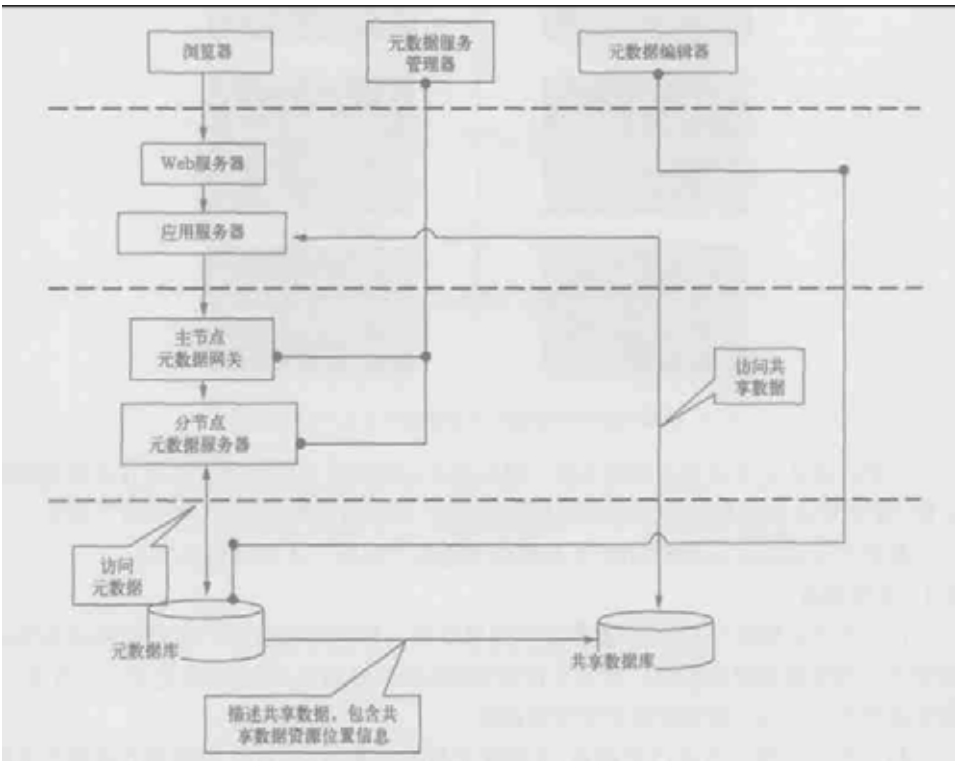 浏览器
元数据服务
管理器
元数据编辑器
Web服务器
应用服务器
主节点
元数据网关
访问共
享数据
分节点
元数据服务器
访问
元数据
元数据库
共享数据库
描述共享数据，包含共
享数据资源位置信息